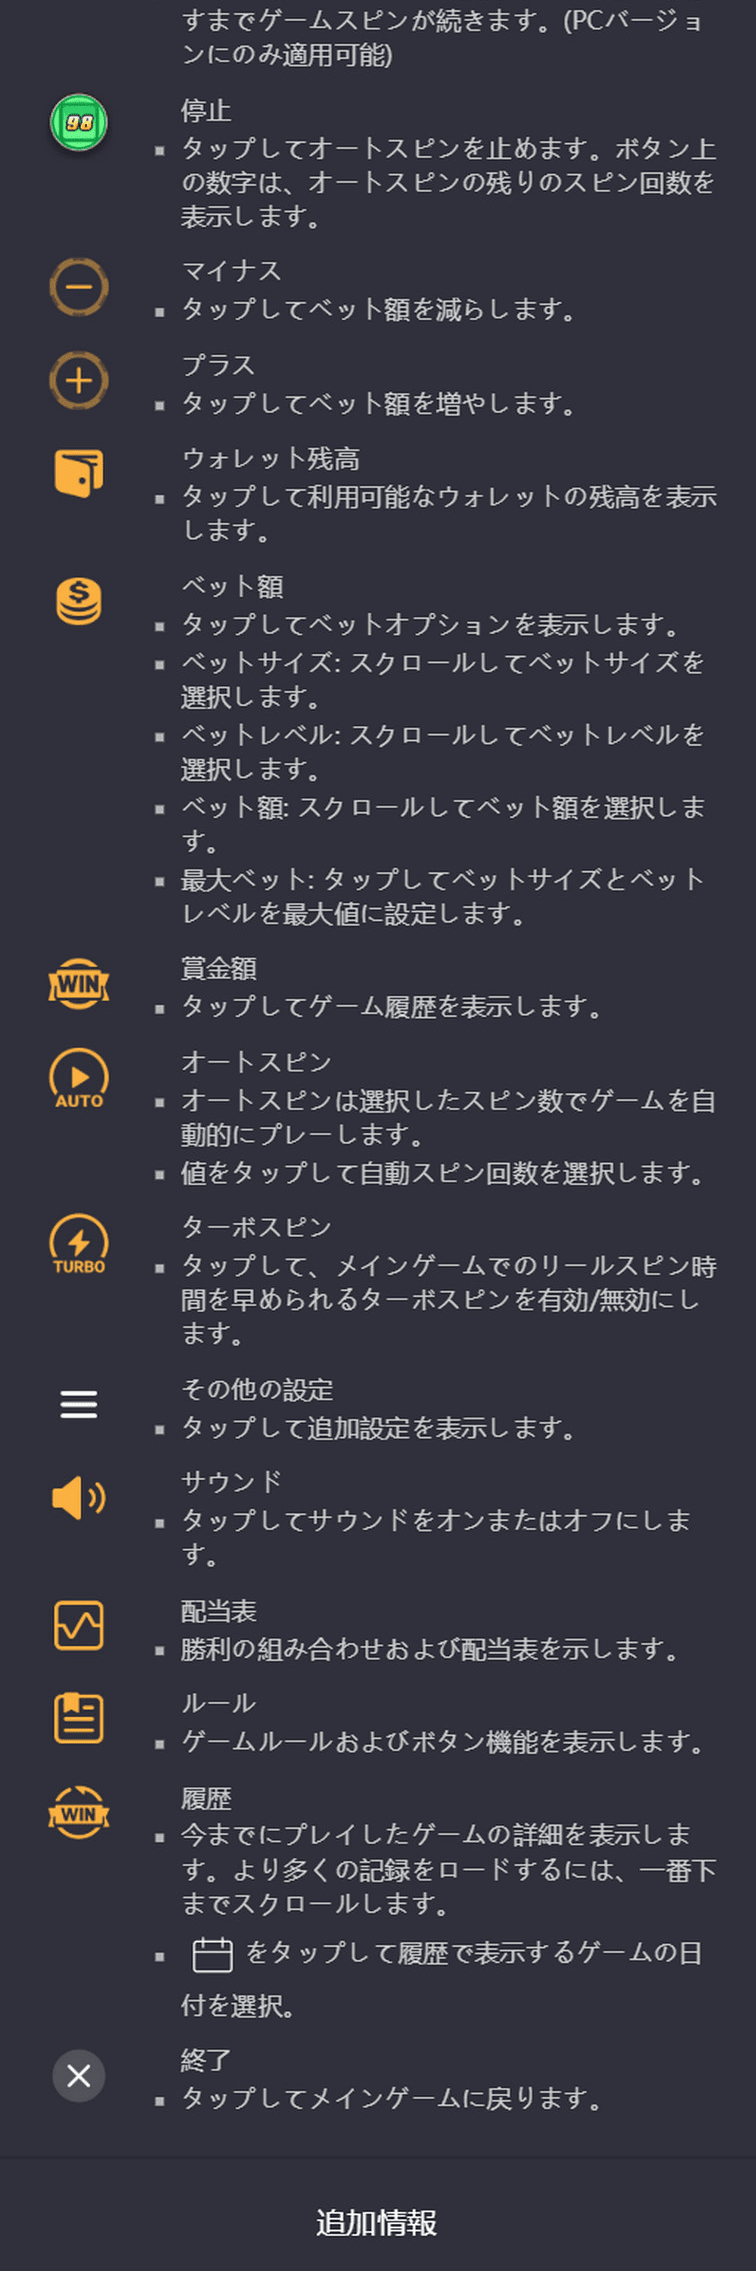 すまでゲームスピンが続きます。(PCバージョ
ンにのみ適用可能)
98
停止
▪ タップしてオートスピンを止めます。ボタン上
の数字は、オートスピンの残りのスピン回数を
表示します。
マイナス
▪ タップしてベット額を減らします。
プラス
▪ タップしてベット額を増やします。
ウォレット残高
▪ タップして利用可能なウォレットの残高を表示
します。
ベット額
▪ タップしてベットオプションを表示します。
▪ ベットサイズ: スクロールしてベットサイズを
選択します。
▪ ベットレベル: スクロールしてベットレベルを
選択します。
▪ ベット額: スクロールしてベット額を選択しま
す。
▪ 最大ベット: タップしてベットサイズとベット
レベルを最大値に設定します。
WIN
賞金額
▪ タップしてゲーム履歴を表示します。
AUTO
オートスピン
▪ オートスピンは選択したスピン数でゲームを自
動的にプレーします。
▪ 値をタップして自動スピン回数を選択します。
TURBO
ターボスピン
▪ タップして、メインゲームでのリールスピン時
間を早められるターボスピンを有効/無効にし
ます。
その他の設定
▪ タップして追加設定を表示します。
サウンド
▪ タップしてサウンドをオンまたはオフにしま
す。
配当表
▪ 勝利の組み合わせおよび配当表を示します。
ルール
▪ ゲームルールおよびボタン機能を表示します。
WIN
履歴
▪ 今までにプレイしたゲームの詳細を表示しま
す。より多くの記録をロードするには、一番下
までスクロールします。
▪ をタップして履歴で表示するゲームの日
付を選択。
終了
▪ タップしてメインゲームに戻ります。
追加情報